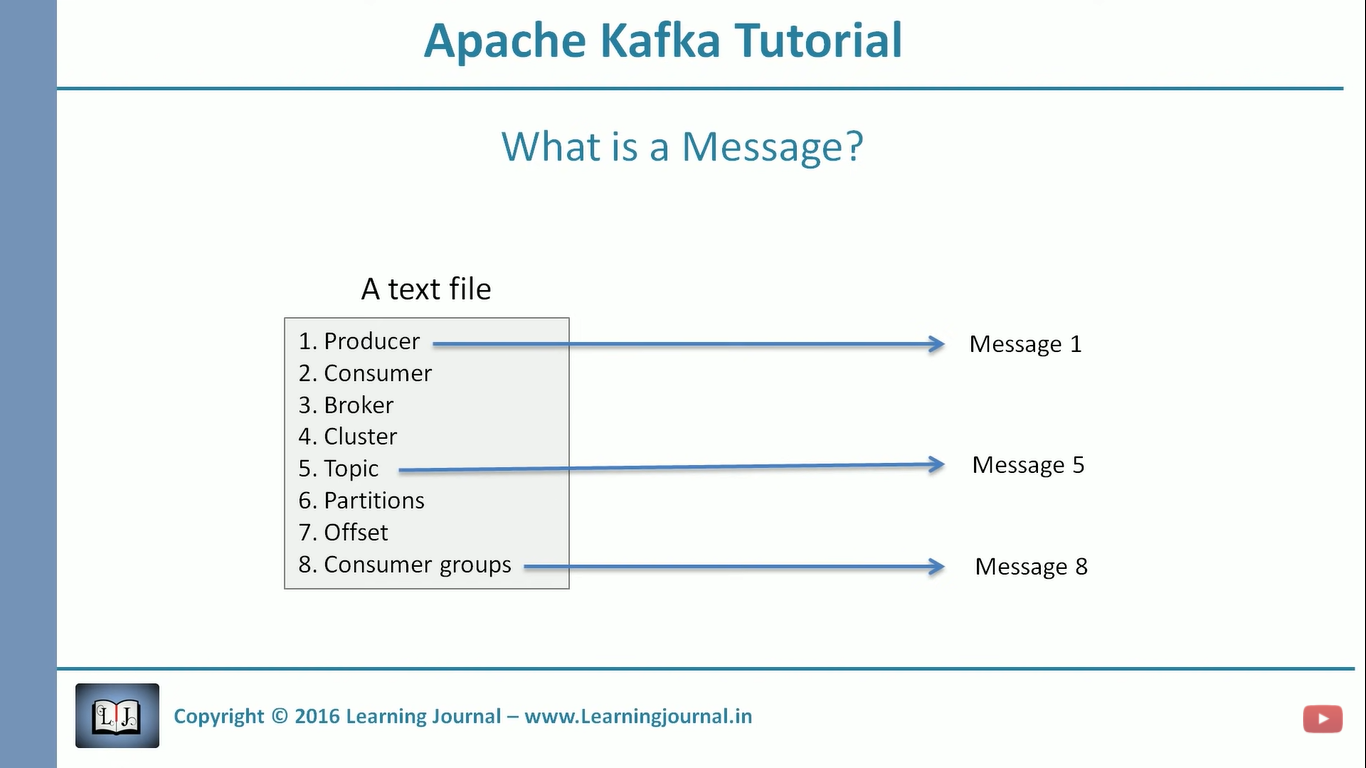 Apache Kafka Tutorial
What is a Message?
A text file
1. Producer
Message 1
2. Consumer
3. Broker
4. Cluster
5. Topic
Message 5
6. Partitions
7. Offset
8. Consumer groups
Message 8
LJ
Copyright © 2016 Learning Journal – www.Learningjournal.in